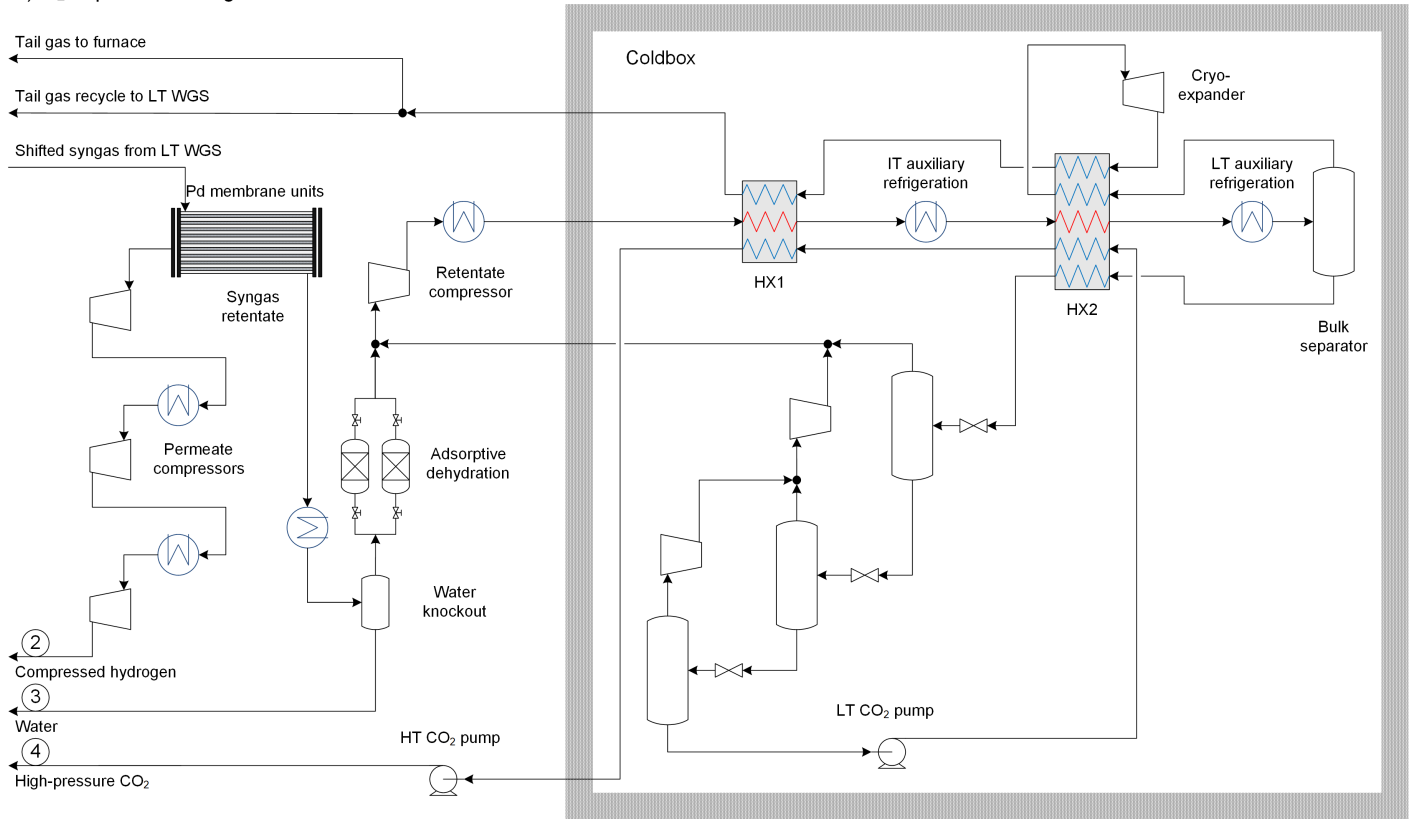 Tail gas to furnace
Coldbox
Cryo-
expander
Tail gas recycle to LT WGS
Shifted syngas from LT WGS
IT auxiliary
refrigeration
LT auxiliary
refrigeration
Pd membrane units
Retentate
compressor
HX1
Syngas
retentate
HX2
Bulk
separator
Permeate
compressors
Adsorptive
dehydration
Water
knockout
2
Compressed hydrogen
3
Water
LT CO₂ pump
HT CO₂ pump
4
High-pressure CO₂